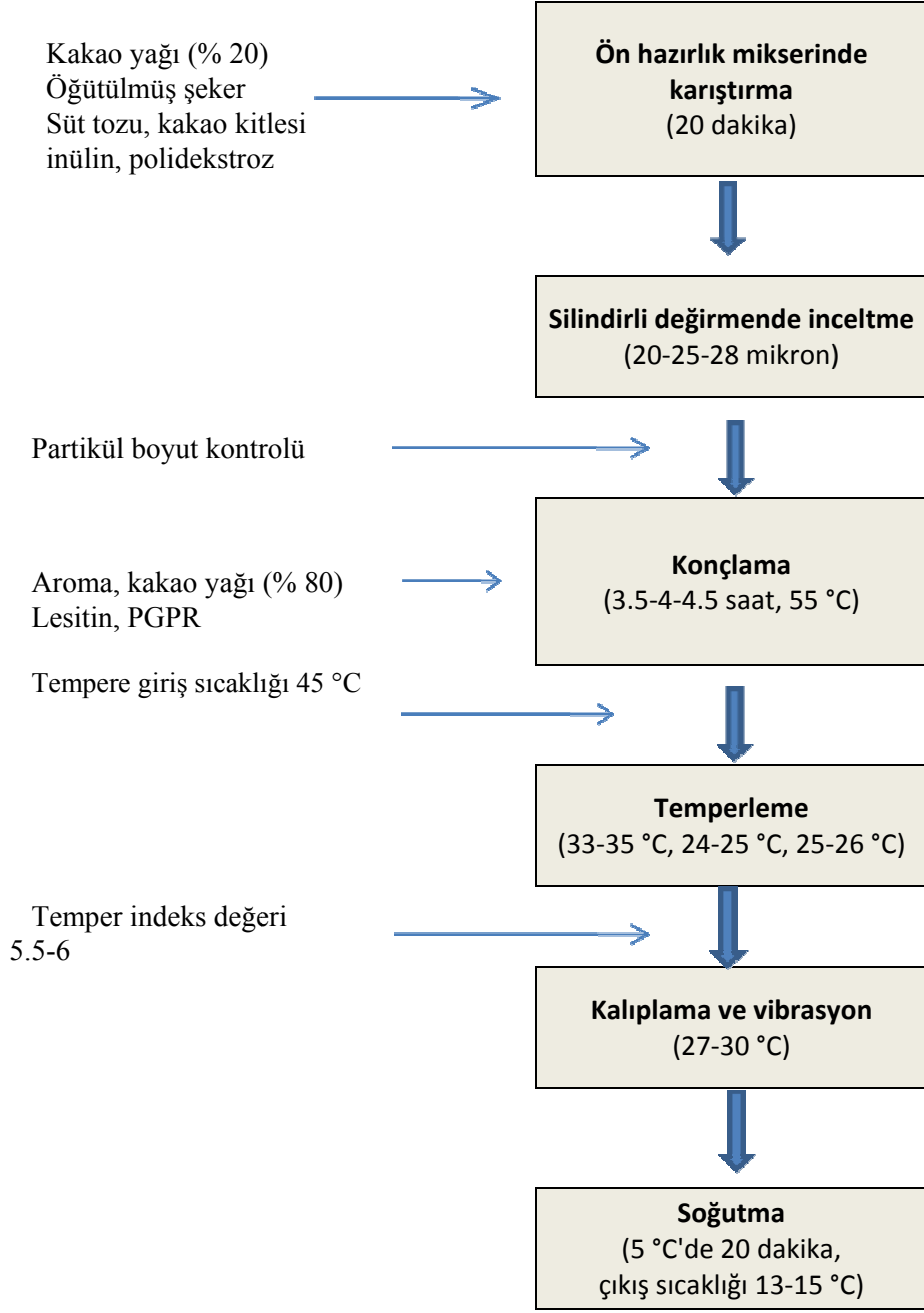 Kakao yağı (% 20)
Öğütülmüş şeker
Süt tozu, kakao kitlesi
inülin, polidekstroz
Ön hazırlık mikserinde
karıştırma
(20 dakika)
Silindirli değirmende inceltme
(20-25-28 mikron)
Partikül boyut kontrolü
Aroma, kakao yağı (% 80)
Lesitin, PGPR
Konçlama
(3.5-4-4.5 saat, 55 °C)
Tempere giriş sıcaklığı 45 °C
Temperleme
(33-35 °C, 24-25 °C, 25-26 °C)
Temper indeks değeri
5.5-6
Kalıplama ve vibrasyon
(27-30 °C)
Soğutma
(5 °C'de 20 dakika,
çıkış sıcaklığı 13-15 °C)